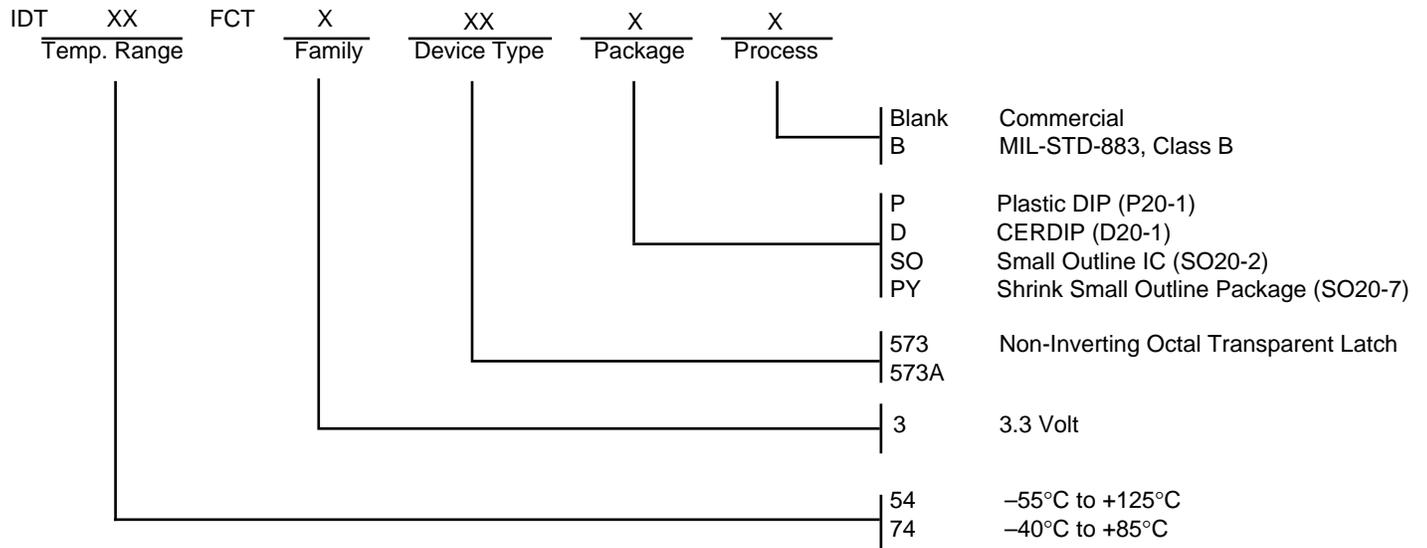 IDT XX FCT X XX X X
Temp. Range Family Device Type Package Process
Blank Commercial
B MIL-STD-883, Class B
P Plastic DIP (P20-1)
D CERDIP (D20-1)
SO Small Outline IC (SO20-2)
PY Shrink Small Outline Package (SO20-7)
573 Non-Inverting Octal Transparent Latch
573A
3 3.3 Volt
54 –55°C to +125°C
74 –40°C to +85°C